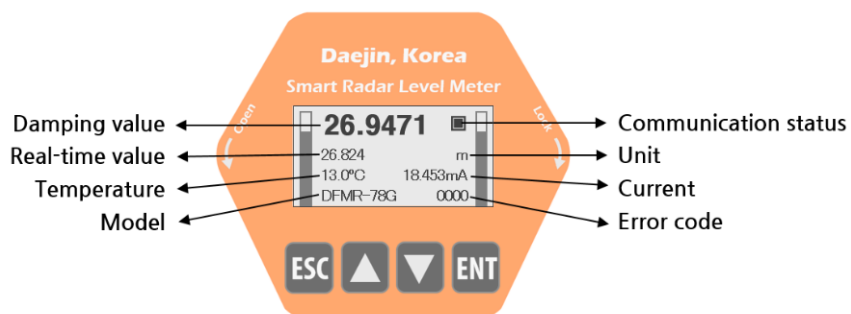 Daejin, Korea
Smart Radar Level Meter
Open
Lock
Damping value
26.9471
Communication status
Real-time value
26.824
m
Unit
Temperature
13.0℃
18.453mA
Current
Model
DFMR-78G
0000
Error code
ESC
ENT